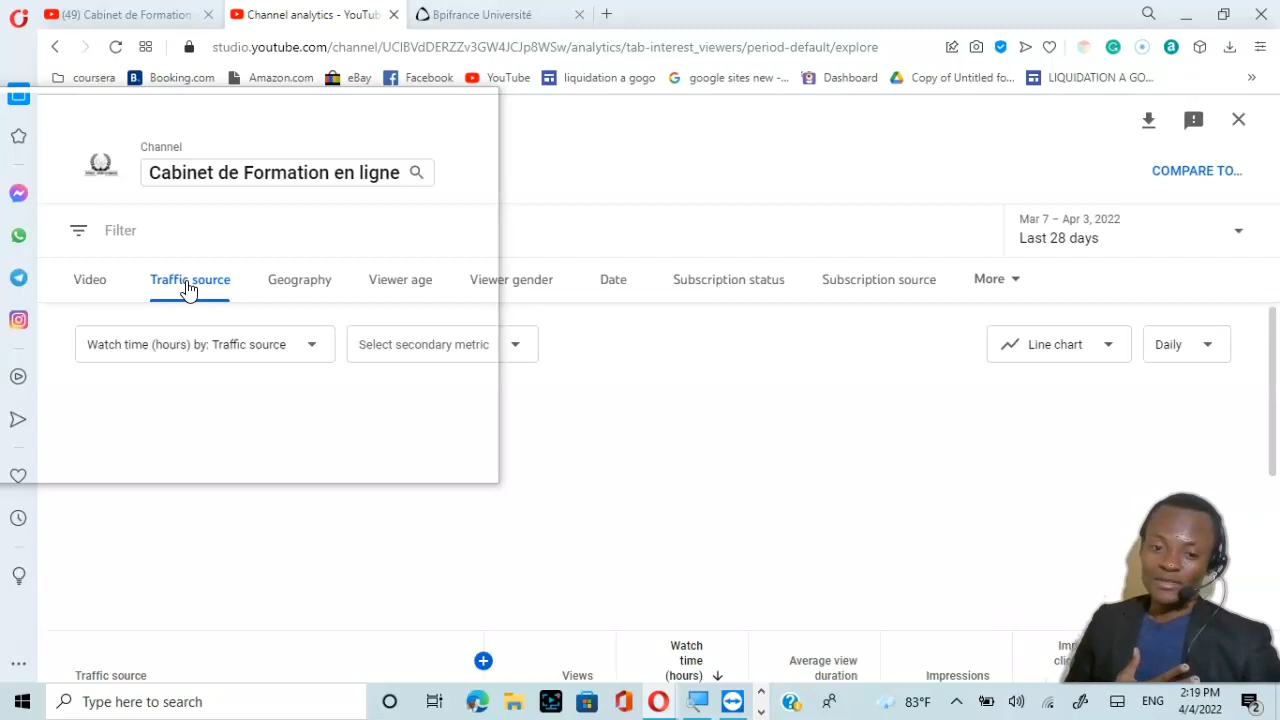 (49) Cabinet de Formation
Channel analytics - YouTub
Bpifrance Université
studio.youtube.com/channel/UCIBVdDERZZv3GW4JCJp8WSw/analytics/tab-interest_viewers/period-default/explore
coursera
Booking.com
Amazon.com
eBay
Facebook
YouTube
liquidation a gogo
google sites new -...
Dashboard
Copy of Untitled fo...
LIQUIDATION A GO...
Channel
Cabinet de Formation en ligne
COMPARE TO...
Filter
Mar 7 – Apr 3, 2022
Last 28 days
Video
Traffic source
Geography
Viewer age
Viewer gender
Date
Subscription status
Subscription source
More
Watch time (hours) by: Traffic source
Select secondary metric
Line chart
Daily
Traffic source
Views
Watch
time
(hours)
Average view
duration
Impressions
Type here to search
83°F
ENG
2:19 PM
4/4/2022
2